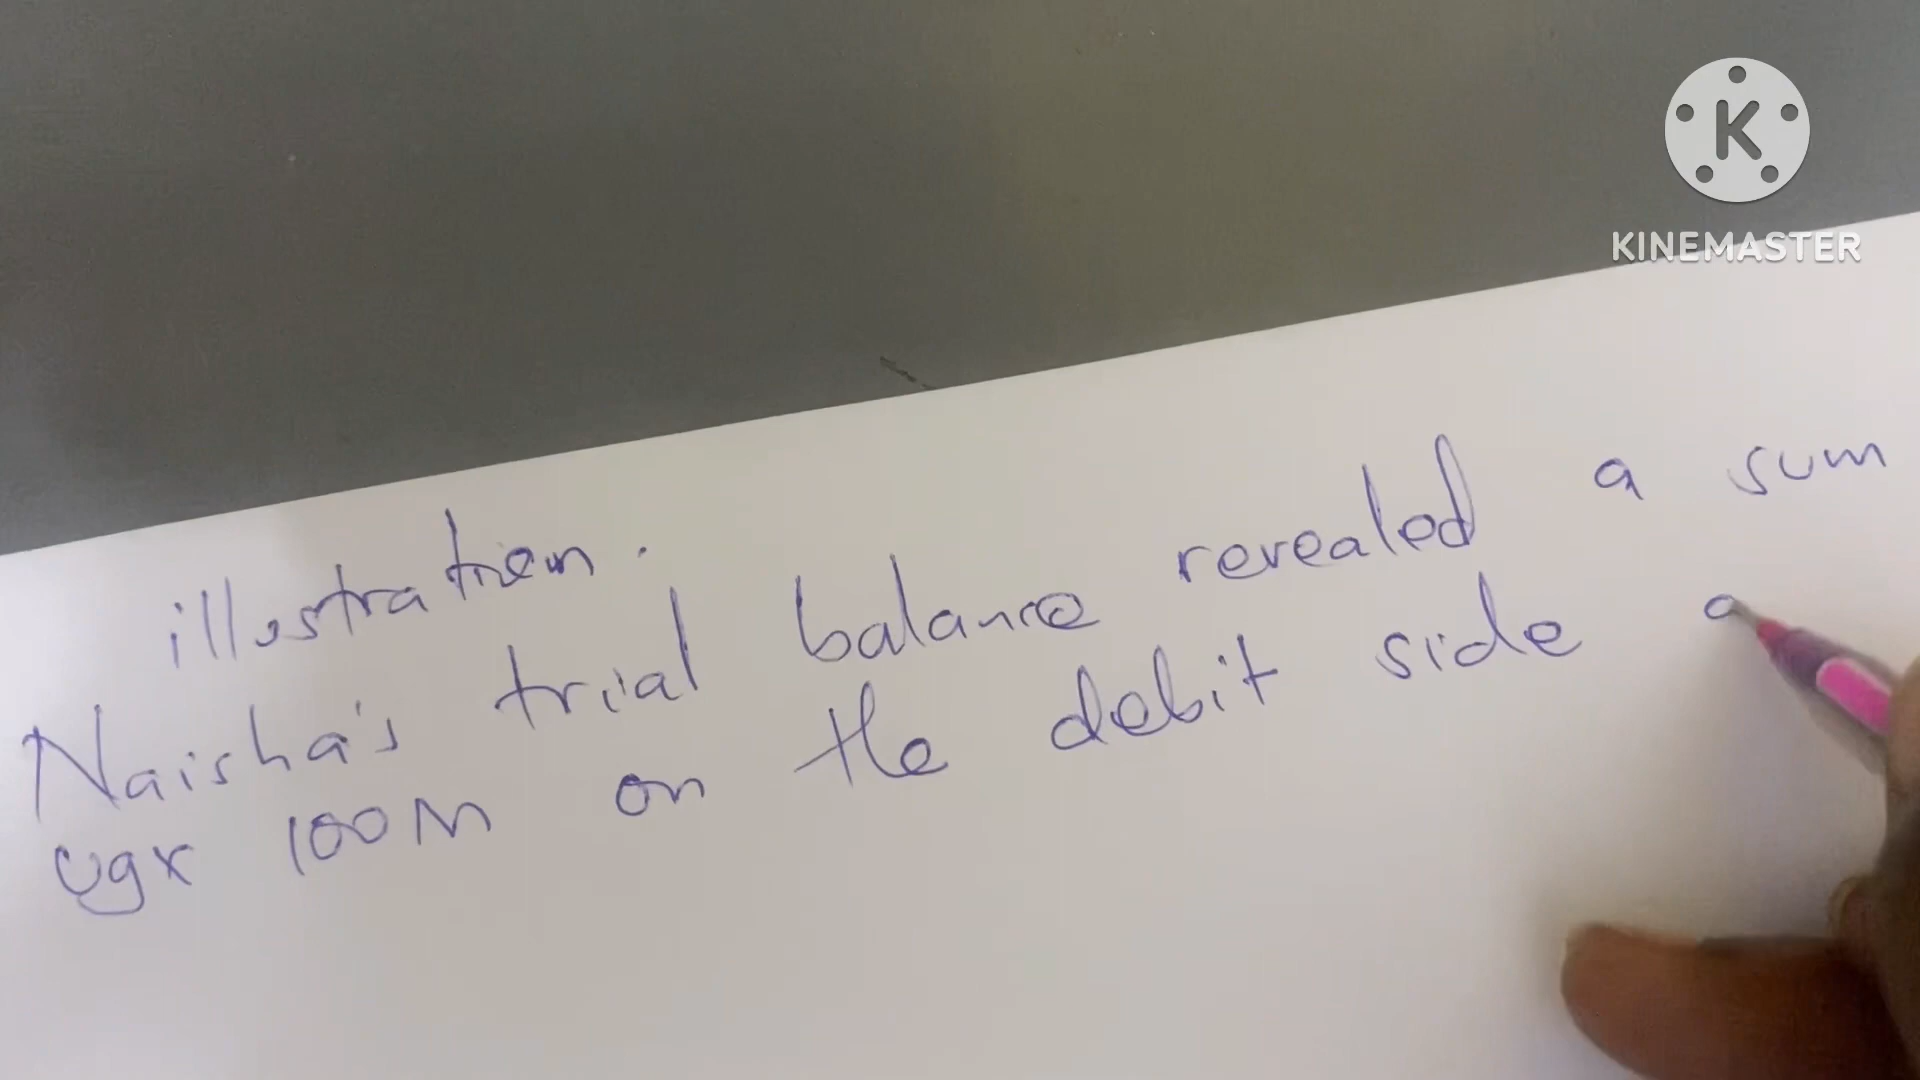 K
KINEMASTER
illustration.
Naisha's trial balance revealed a sum
ugx 100M on the debit side a